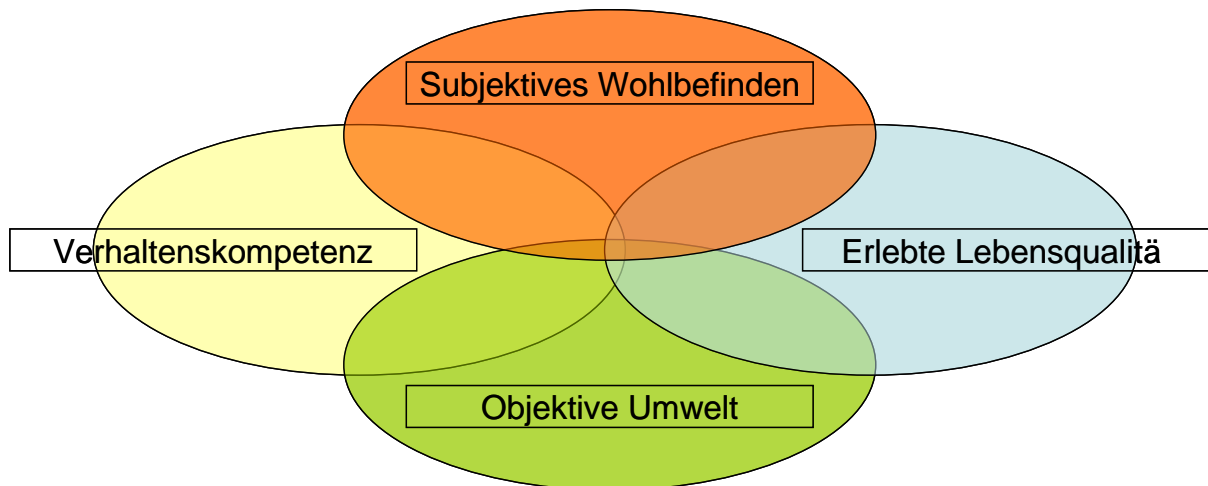 Subjektives Wohlbefinden
Verhaltenskompetenz
Erlebte Lebensqualitä
Objektive Umwelt